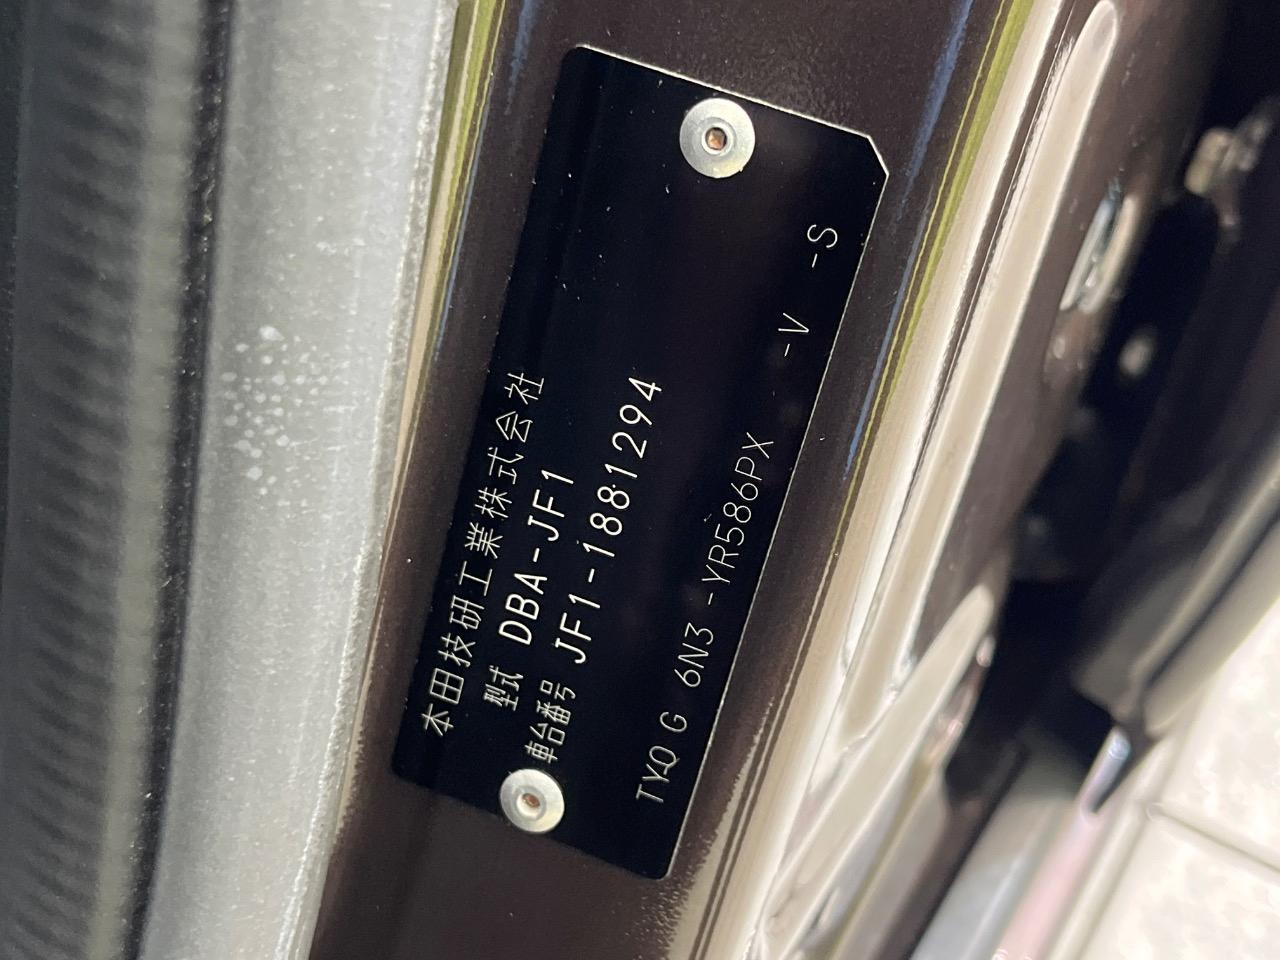 本田技研工業株式会社
型式 DBA-JF1
車台番号 JF1-1881294
TYQ G 6N3 -YR586PX -V -S